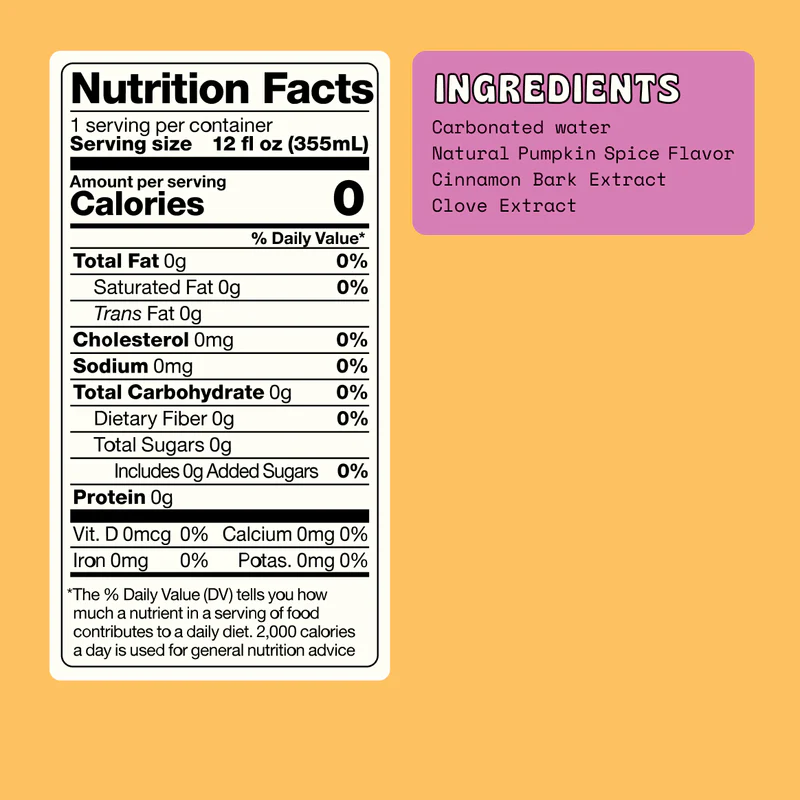 Nutrition Facts
1 serving per container
Serving size 12 fl oz (355mL)
Amount per serving
Calories 0
% Daily Value*
Total Fat 0g 0%
Saturated Fat 0g 0%
Trans Fat 0g
Cholesterol 0mg 0%
Sodium 0mg 0%
Total Carbohydrate 0g 0%
Dietary Fiber 0g 0%
Total Sugars 0g
Includes 0g Added Sugars 0%
Protein 0g
Vit. D 0mcg 0% Calcium 0mg 0%
Iron 0mg 0% Potas. 0mg 0%
*The % Daily Value (DV) tells you how
much a nutrient in a serving of food
contributes to a daily diet. 2,000 calories
a day is used for general nutrition advice
INGREDIENTS
Carbonated water
Natural Pumpkin Spice Flavor
Cinnamon Bark Extract
Clove Extract